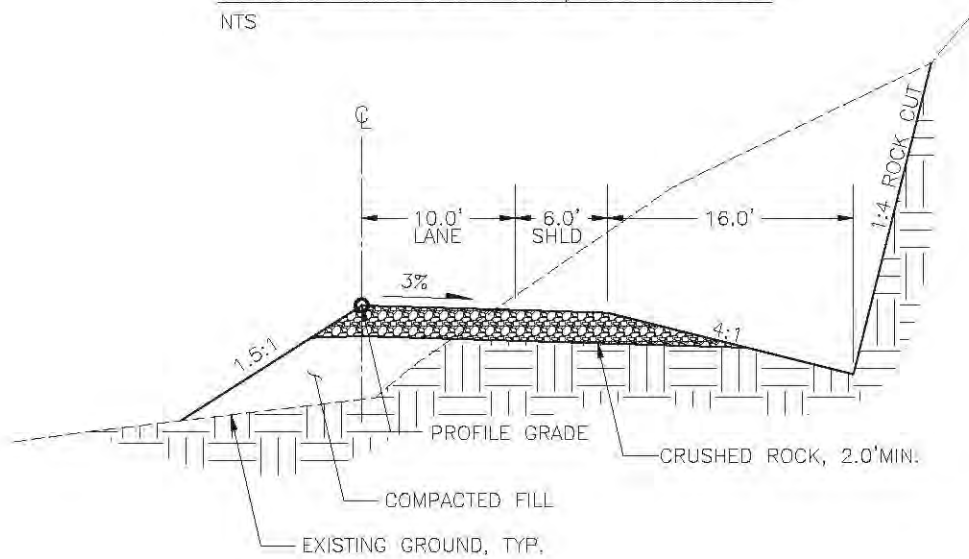 NTS
℄
10.0'
LANE
6.0'
SHLD
16.0'
1:4 ROCK CUT
3%
1.5:1
4:1
PROFILE GRADE
CRUSHED ROCK, 2.0'MIN.
COMPACTED FILL
EXISTING GROUND, TYP.